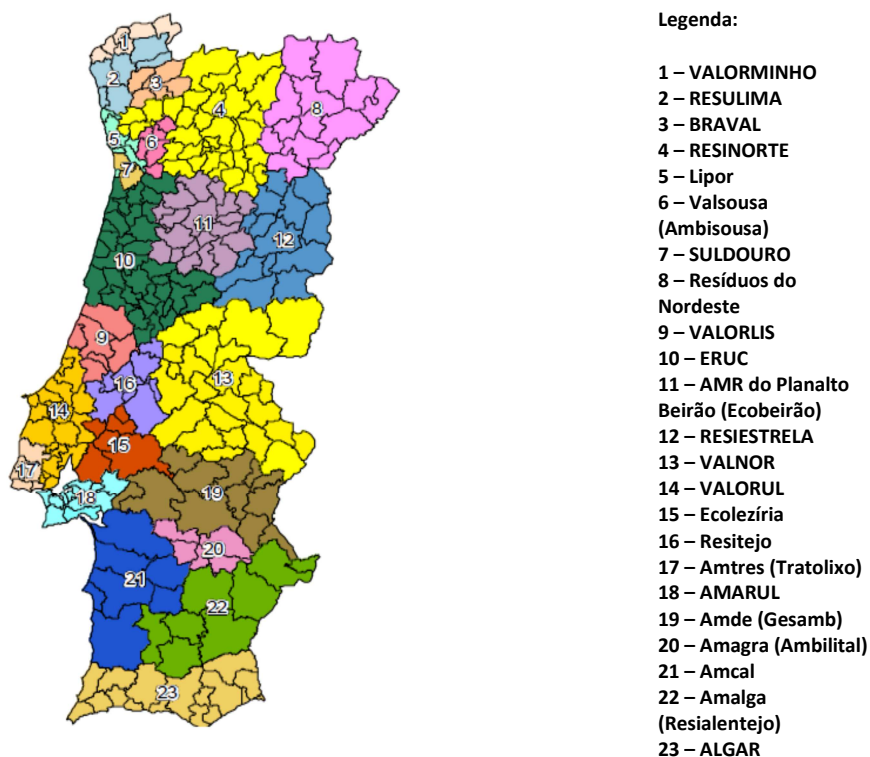 Legenda:
1 – VALORMINHO
2 – RESULIMA
3 – BRAVAL
4 – RESINORTE
5 – Lipor
6 – Valsousa
(Ambisousa)
7 – SULDOURO
8 – Resíduos do
Nordeste
9 – VALORLIS
10 – ERUC
11 – AMR do Planalto
Beirão (Ecobeirão)
12 – RESIESTRELA
13 – VALNOR
14 – VALORUL
15 – Ecolezíria
16 – Resitejo
17 – Amtres (Tratolixo)
18 – AMARUL
19 – Amde (Gesamb)
20 – Amagra (Ambilital)
21 – Amcal
22 – Amalga
(Resialentejo)
23 – ALGAR
1
2
3
4
8
5
6
7
11
12
10
9
13
16
14
15
17
18
19
20
21
22
23